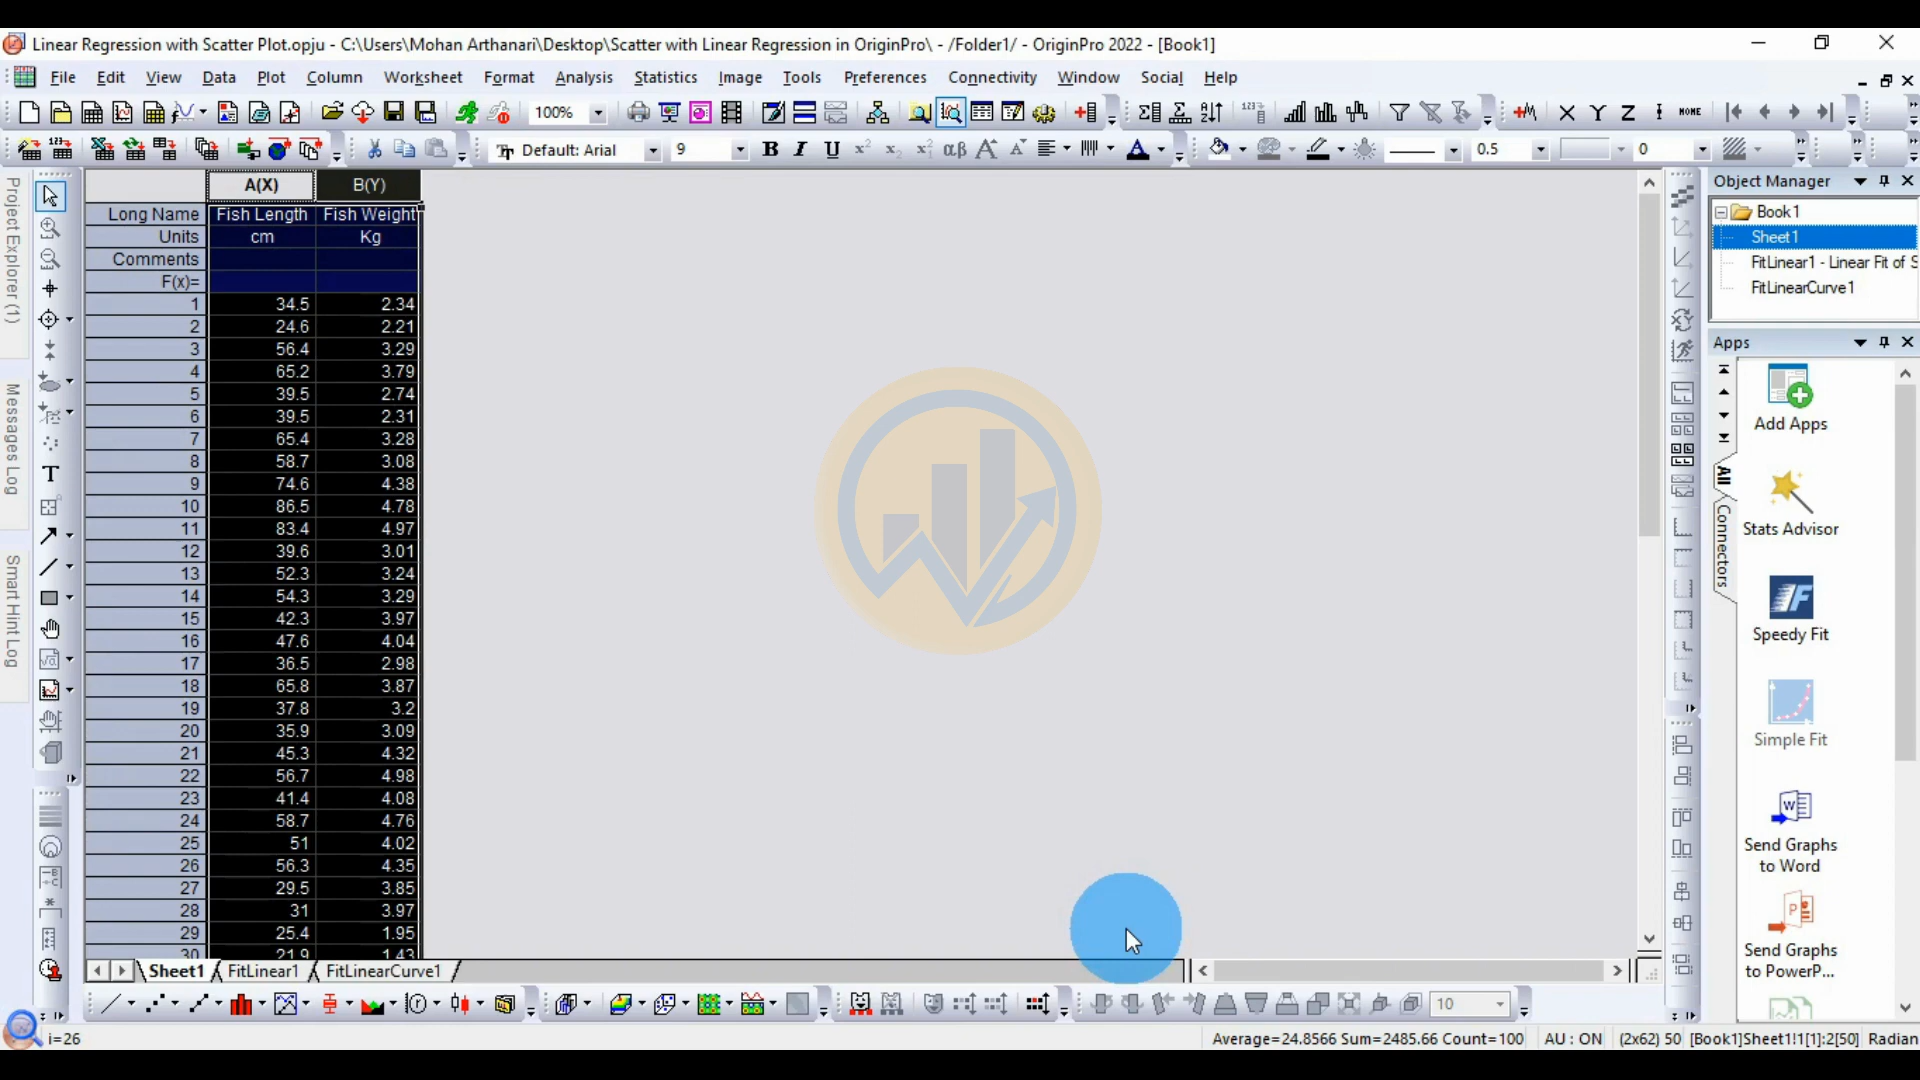 Linear Regression with Scatter Plot.opju - C:\Users\Mohan Arthanari\Desktop\Scatter with Linear Regression in OriginPro\ - /Folder1/ - OriginPro 2022 - [Book1]
File Edit View Data Plot Column Worksheet Format Analysis Statistics Image Tools Preferences Connectivity Window Social Help
100% X Y Z NONE
Default: Arial 9 B I U x² x₂ αβ A A A 0.5 0
Project Explorer (1)
Messages Log
Smart Hint Log
A(X) B(Y)
Long Name Fish Length Fish Weight
Units cm Kg
Comments
F(x)=
1 34.5 2.34
2 24.6 2.21
3 56.4 3.29
4 65.2 3.79
5 39.5 2.74
6 39.5 2.31
7 65.4 3.28
8 58.7 3.08
9 74.6 4.38
10 86.5 4.78
11 83.4 4.97
12 39.6 3.01
13 52.3 3.24
14 54.3 3.29
15 42.3 3.97
16 47.6 4.04
17 36.5 2.98
18 65.8 3.87
19 37.8 3.2
20 35.9 3.09
21 45.3 4.32
22 56.7 4.98
23 41.4 4.08
24 58.7 4.76
25 51 4.02
26 56.3 4.35
27 29.5 3.85
28 31 3.97
29 25.4 1.95
30 21.9 1.43
Sheet1 FitLinear1 FitLinearCurve1
Object Manager
Book1
Sheet1
FitLinear1 - Linear Fit of S
FitLinearCurve1
Apps
All
Connectors
Add Apps
Stats Advisor
Speedy Fit
Simple Fit
Send Graphs
to Word
Send Graphs
to PowerP...
10
i=26
Average=24.8566 Sum=2485.66 Count=100 AU : ON (2x62) 50 [Book1]Sheet1!1[1]:2[50] Radian